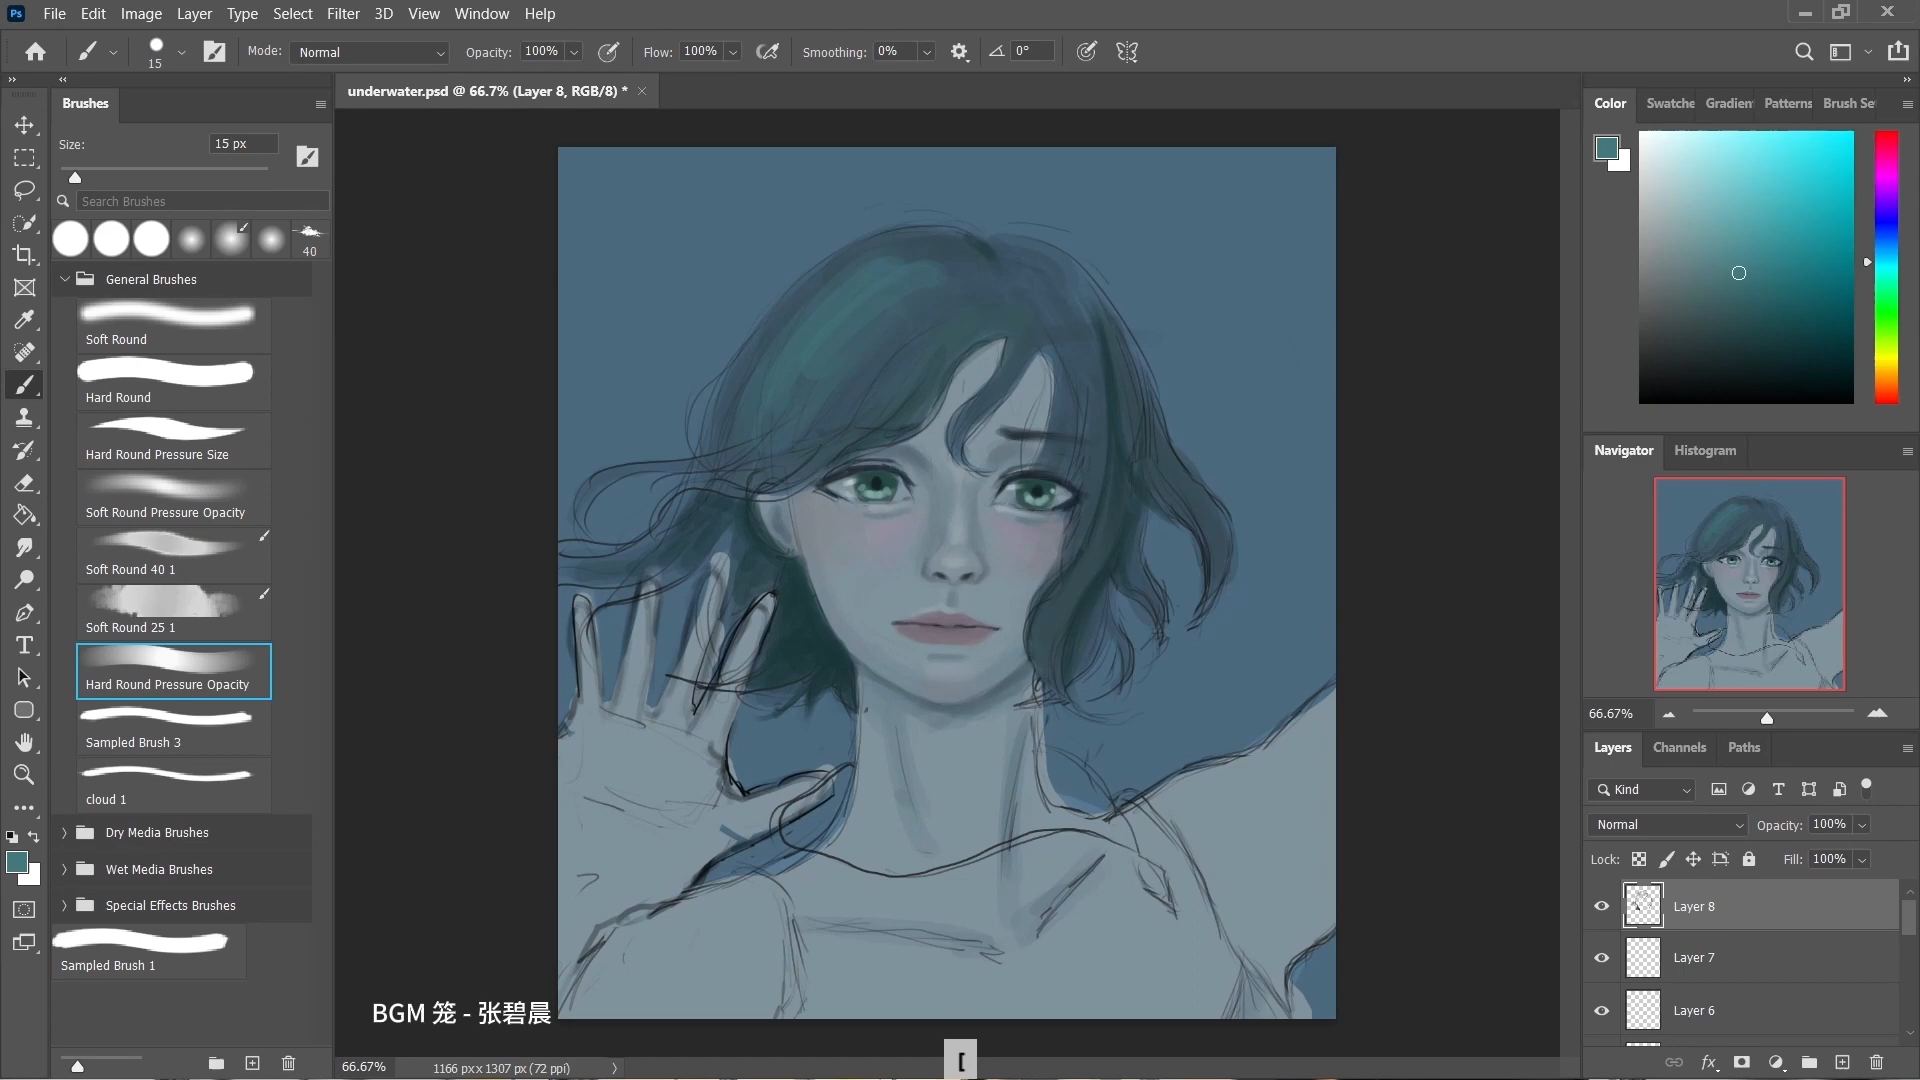 Ps File Edit Image Layer Type Select Filter 3D View Window Help
15 Mode: Normal Opacity: 100% Flow: 100% Smoothing: 0% 0°
underwater.psd @ 66.7% (Layer 8, RGB/8) *
Brushes
Size: 15 px
Search Brushes
40
General Brushes
Soft Round
Hard Round
Hard Round Pressure Size
Soft Round Pressure Opacity
Soft Round 40 1
Soft Round 25 1
Hard Round Pressure Opacity
Sampled Brush 3
cloud 1
Dry Media Brushes
Wet Media Brushes
Special Effects Brushes
Sampled Brush 1
BGM 笼 - 张碧晨
66.67% 1166 px x 1307 px (72 ppi)
[
Color Swatche Gradien Patterns Brush Se
Navigator Histogram
66.67%
Layers Channels Paths
Kind
Normal Opacity: 100%
Lock: Fill: 100%
Layer 8
Layer 7
Layer 6
fx